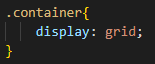 .container{
    display: grid;
}